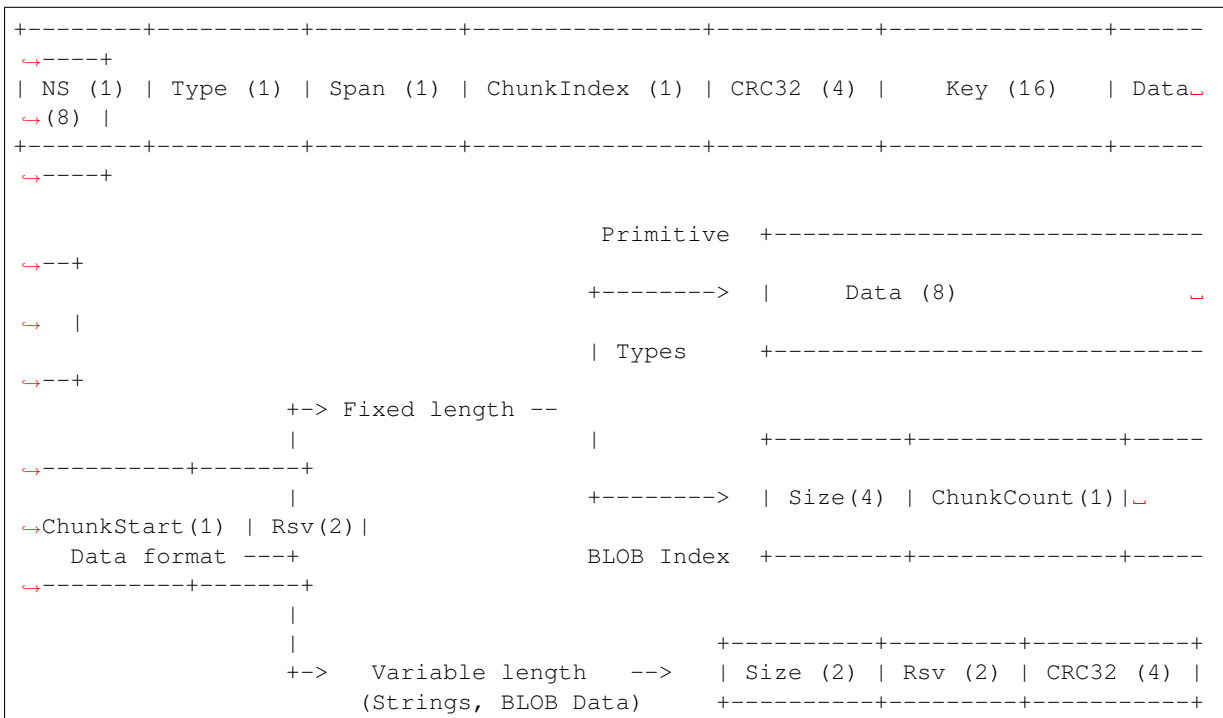 +--------+----------+----------+----------------+-----------+---------------+------
↪----+
| NS (1) | Type (1) | Span (1) | ChunkIndex (1) | CRC32 (4) |    Key (16)   | Data␣
↪(8) |
+--------+----------+----------+----------------+-----------+---------------+------
↪----+
                                         Primitive  +------------------------------
↪--+
                                        +-------->  |     Data (8)                 ␣
↪  |
                                        | Types     +------------------------------
↪--+
                   +-> Fixed length --
                   |                    |           +---------+--------------+-----
↪----------+-------+
                   |                    +-------->  | Size(4) | ChunkCount(1)|␣
↪ChunkStart(1) | Rsv(2)|
    Data format ---+                    BLOB Index  +---------+--------------+-----
↪----------+-------+
                   |
                   |                             +----------+---------+-----------+
                   +->   Variable length   -->   | Size (2) | Rsv (2) | CRC32 (4) |
                        (Strings, BLOB Data)     +----------+---------+-----------+